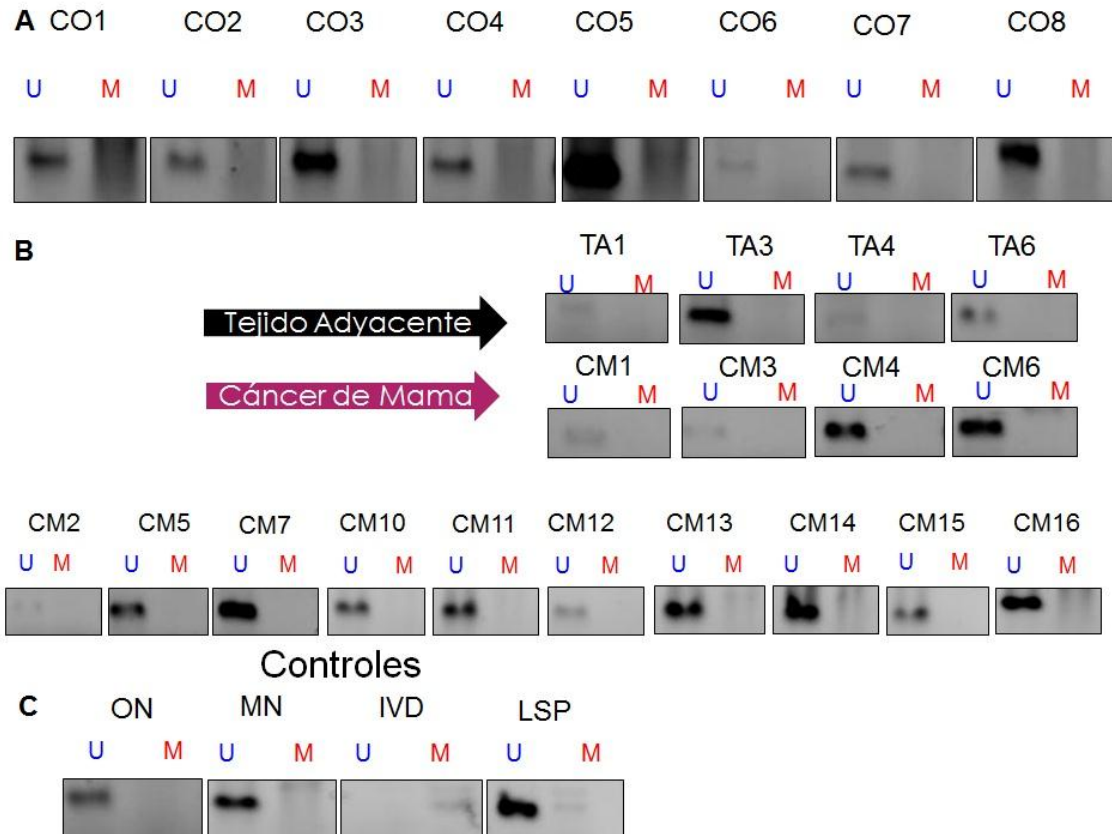 A CO1 CO2 CO3 CO4 CO5 CO6 CO7 CO8
U M U M U M U M U M U M U M U M
B TA1 TA3 TA4 TA6
U M U M U M U M
Tejido Adyacente
CM1 CM3 CM4 CM6
U M U M U M U M
Cáncer de Mama
CM2 CM5 CM7 CM10 CM11 CM12 CM13 CM14 CM15 CM16
U M U M U M U M U M U M U M U M U M U M
Controles
C ON MN IVD LSP
U M U M U M U M